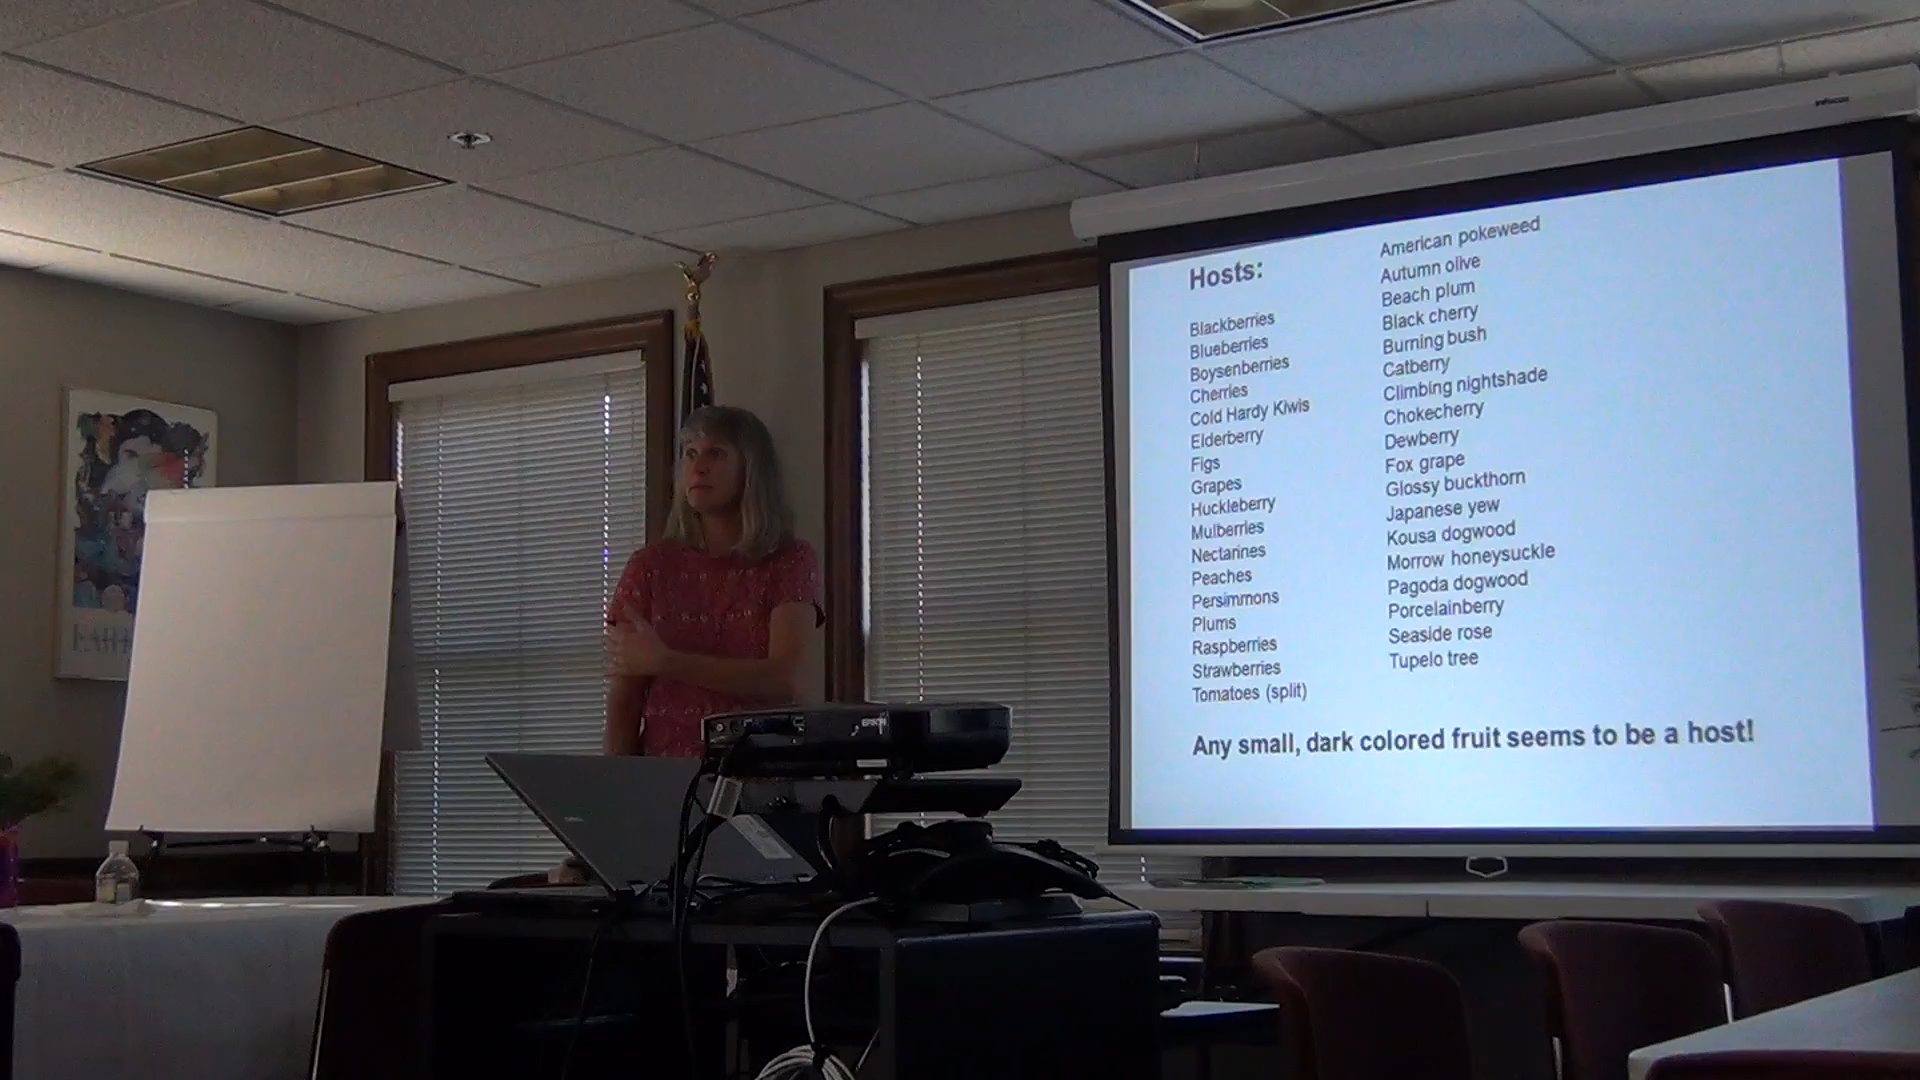 Hosts:
Blackberries
Blueberries
Boysenberries
Cherries
Cold Hardy Kiwis
Elderberry
Figs
Grapes
Huckleberry
Mulberries
Nectarines
Peaches
Persimmons
Plums
Raspberries
Strawberries
Tomatoes (split)
American pokeweed
Autumn olive
Beach plum
Black cherry
Burning bush
Catberry
Climbing nightshade
Chokecherry
Dewberry
Fox grape
Glossy buckthorn
Japanese yew
Kousa dogwood
Morrow honeysuckle
Pagoda dogwood
Porcelainberry
Seaside rose
Tupelo tree
Any small, dark colored fruit seems to be a host!
EPSON
InFocus